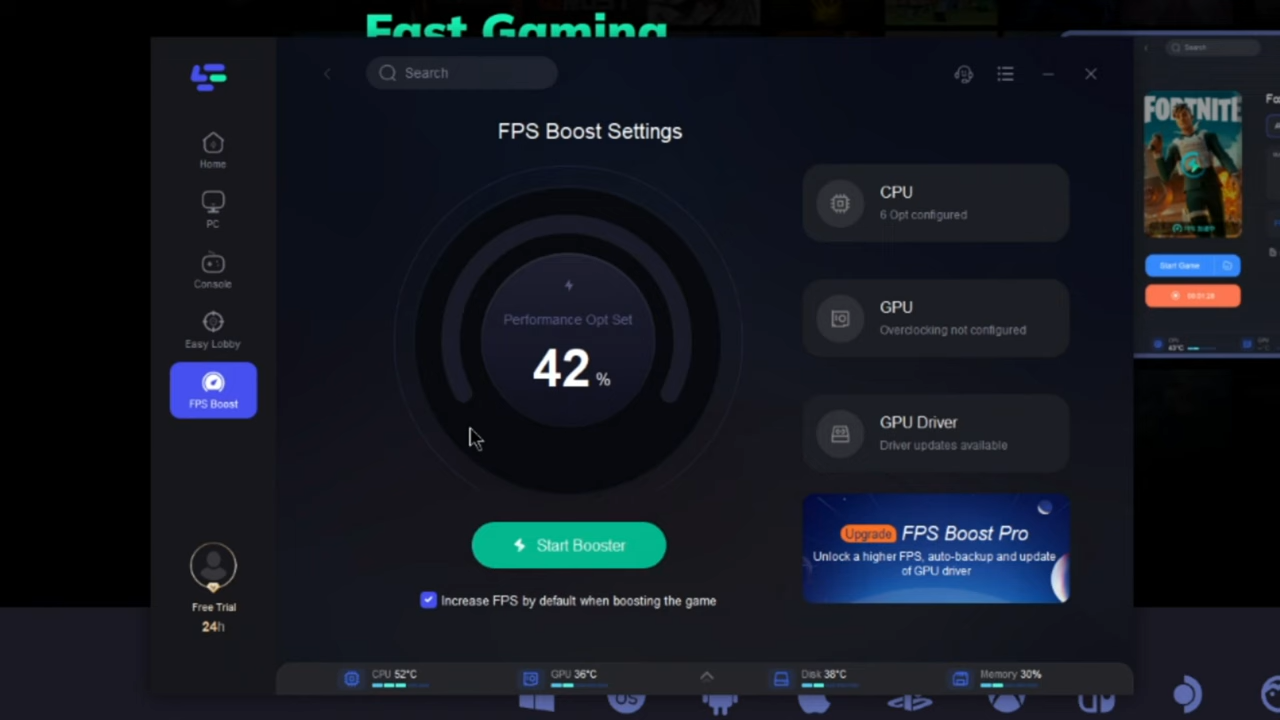 Fast Gaming
Search
FPS Boost Settings
Home
PC
Console
Easy Lobby
FPS Boost
Free Trial
24h
Performance Opt Set
42 %
Start Booster
Increase FPS by default when boosting the game
CPU
6 Opt configured
GPU
Overclocking not configured
GPU Driver
Driver updates available
Upgrade FPS Boost Pro
Unlock a higher FPS, auto-backup and update
of GPU driver
CPU 52°C
GPU 36°C
Disk 38°C
Memory 30%
Search
FORTNITE
Start Game